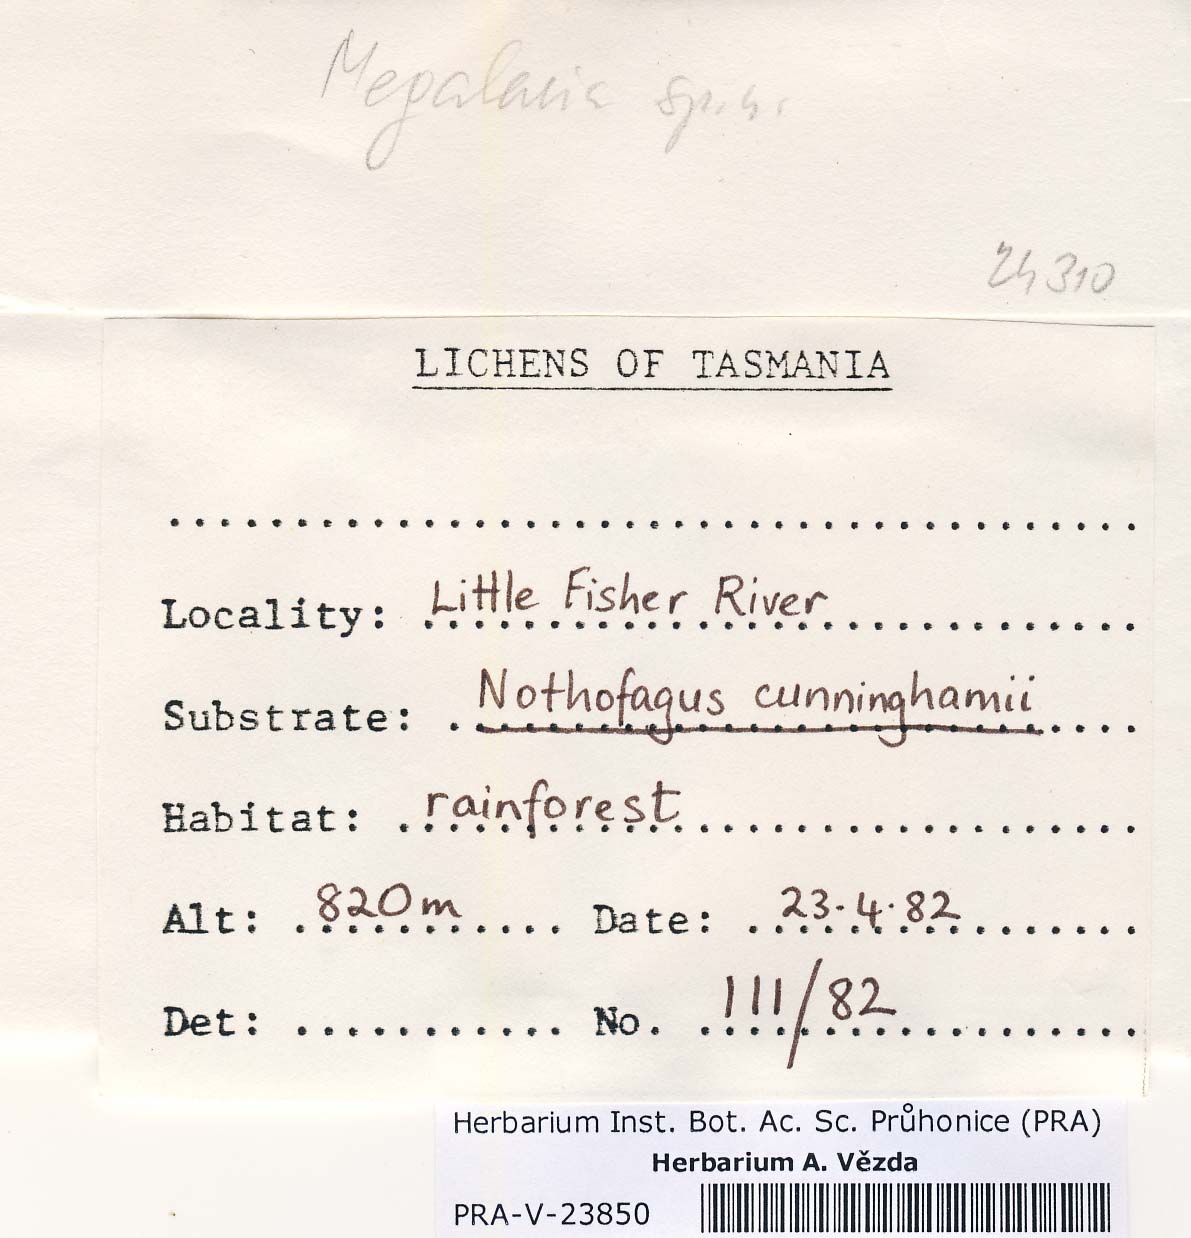 Megalaria sp. n.
24310
LICHENS OF TASMANIA
Locality: Little Fisher River
Substrate: Nothofagus cunninghamii
Habitat: rainforest
Alt: 820m Date: 23.4.82
Det: No. 111/82
Herbarium Inst. Bot. Ac. Sc. Průhonice (PRA)
Herbarium A. Vězda
PRA-V-23850